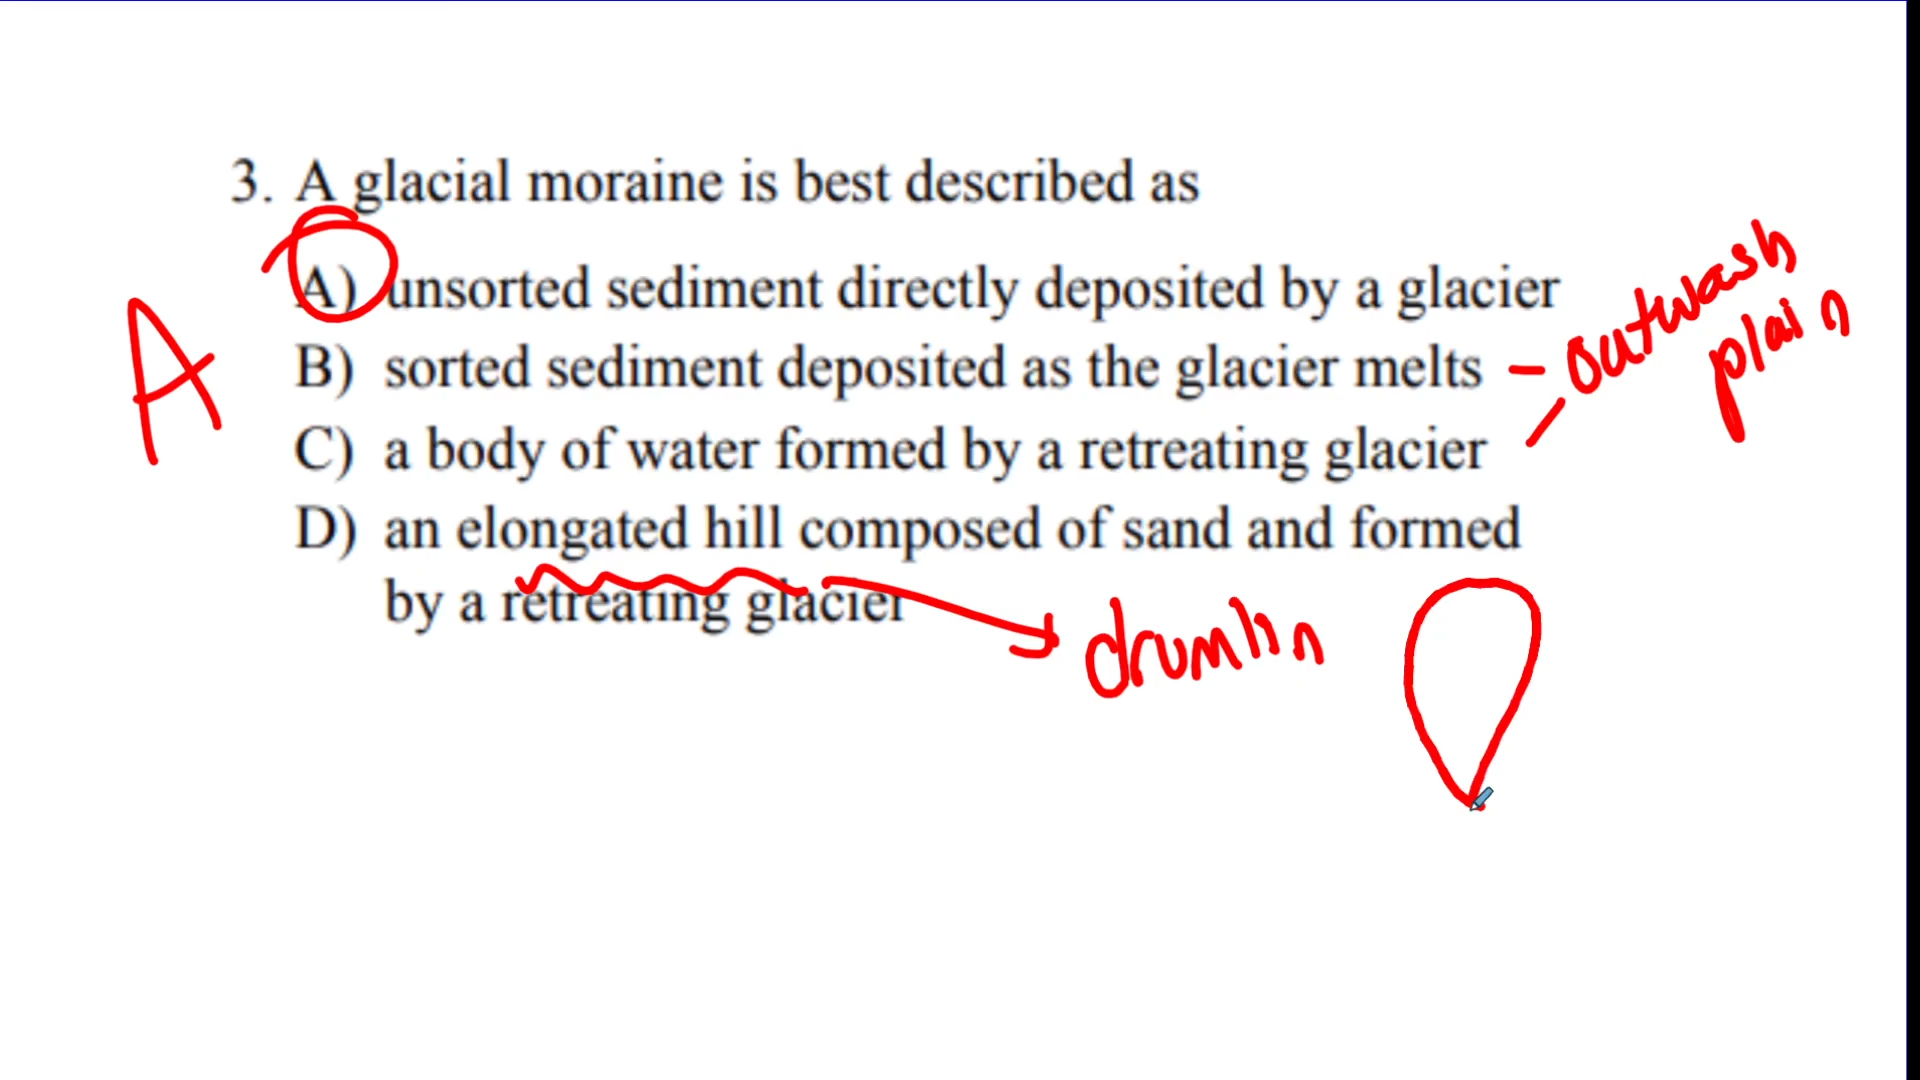 3. A glacial moraine is best described as
A) unsorted sediment directly deposited by a glacier
A
B) sorted sediment deposited as the glacier melts - outwash
plain
C) a body of water formed by a retreating glacier
D) an elongated hill composed of sand and formed
by a retreating glacier
drumlin